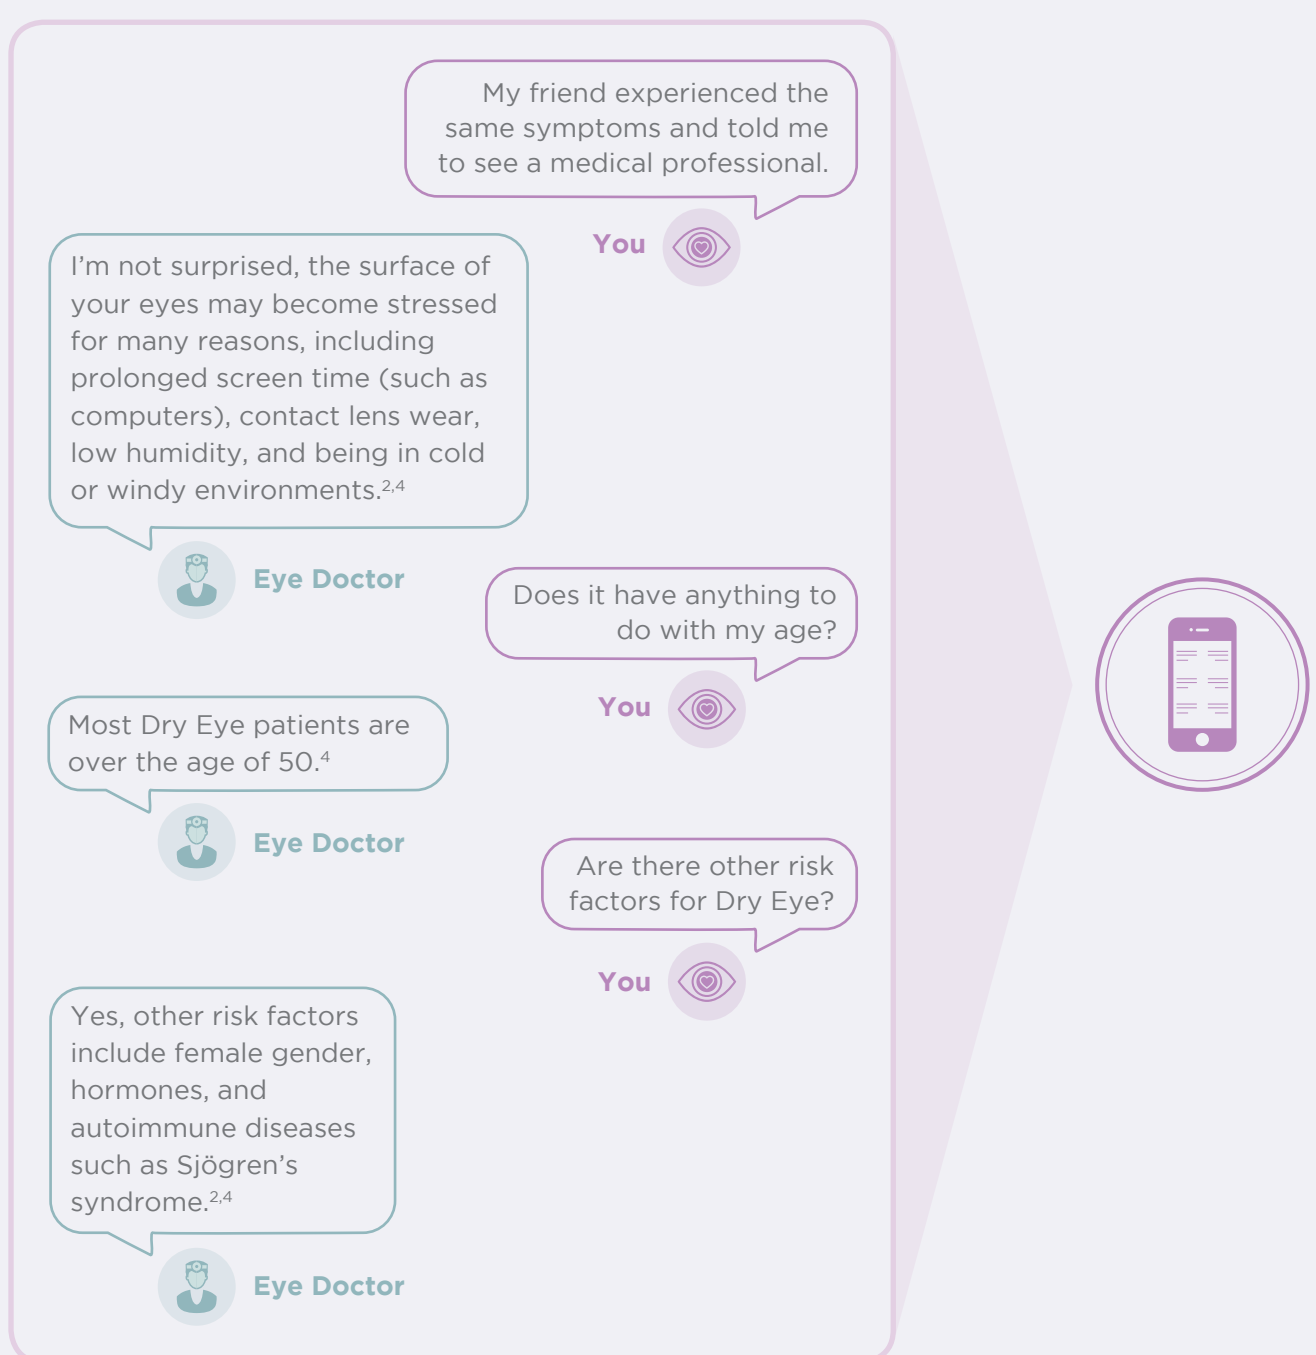 My friend experienced the
same symptoms and told me
to see a medical professional.
You
I'm not surprised, the surface of
your eyes may become stressed
for many reasons, including
prolonged screen time (such as
computers), contact lens wear,
low humidity, and being in cold
or windy environments.2,4
Eye Doctor
Does it have anything to
do with my age?
You
Most Dry Eye patients are
over the age of 50.4
Eye Doctor
Are there other risk
factors for Dry Eye?
You
Yes, other risk factors
include female gender,
hormones, and
autoimmune diseases
such as Sjögren's
syndrome.2,4
Eye Doctor